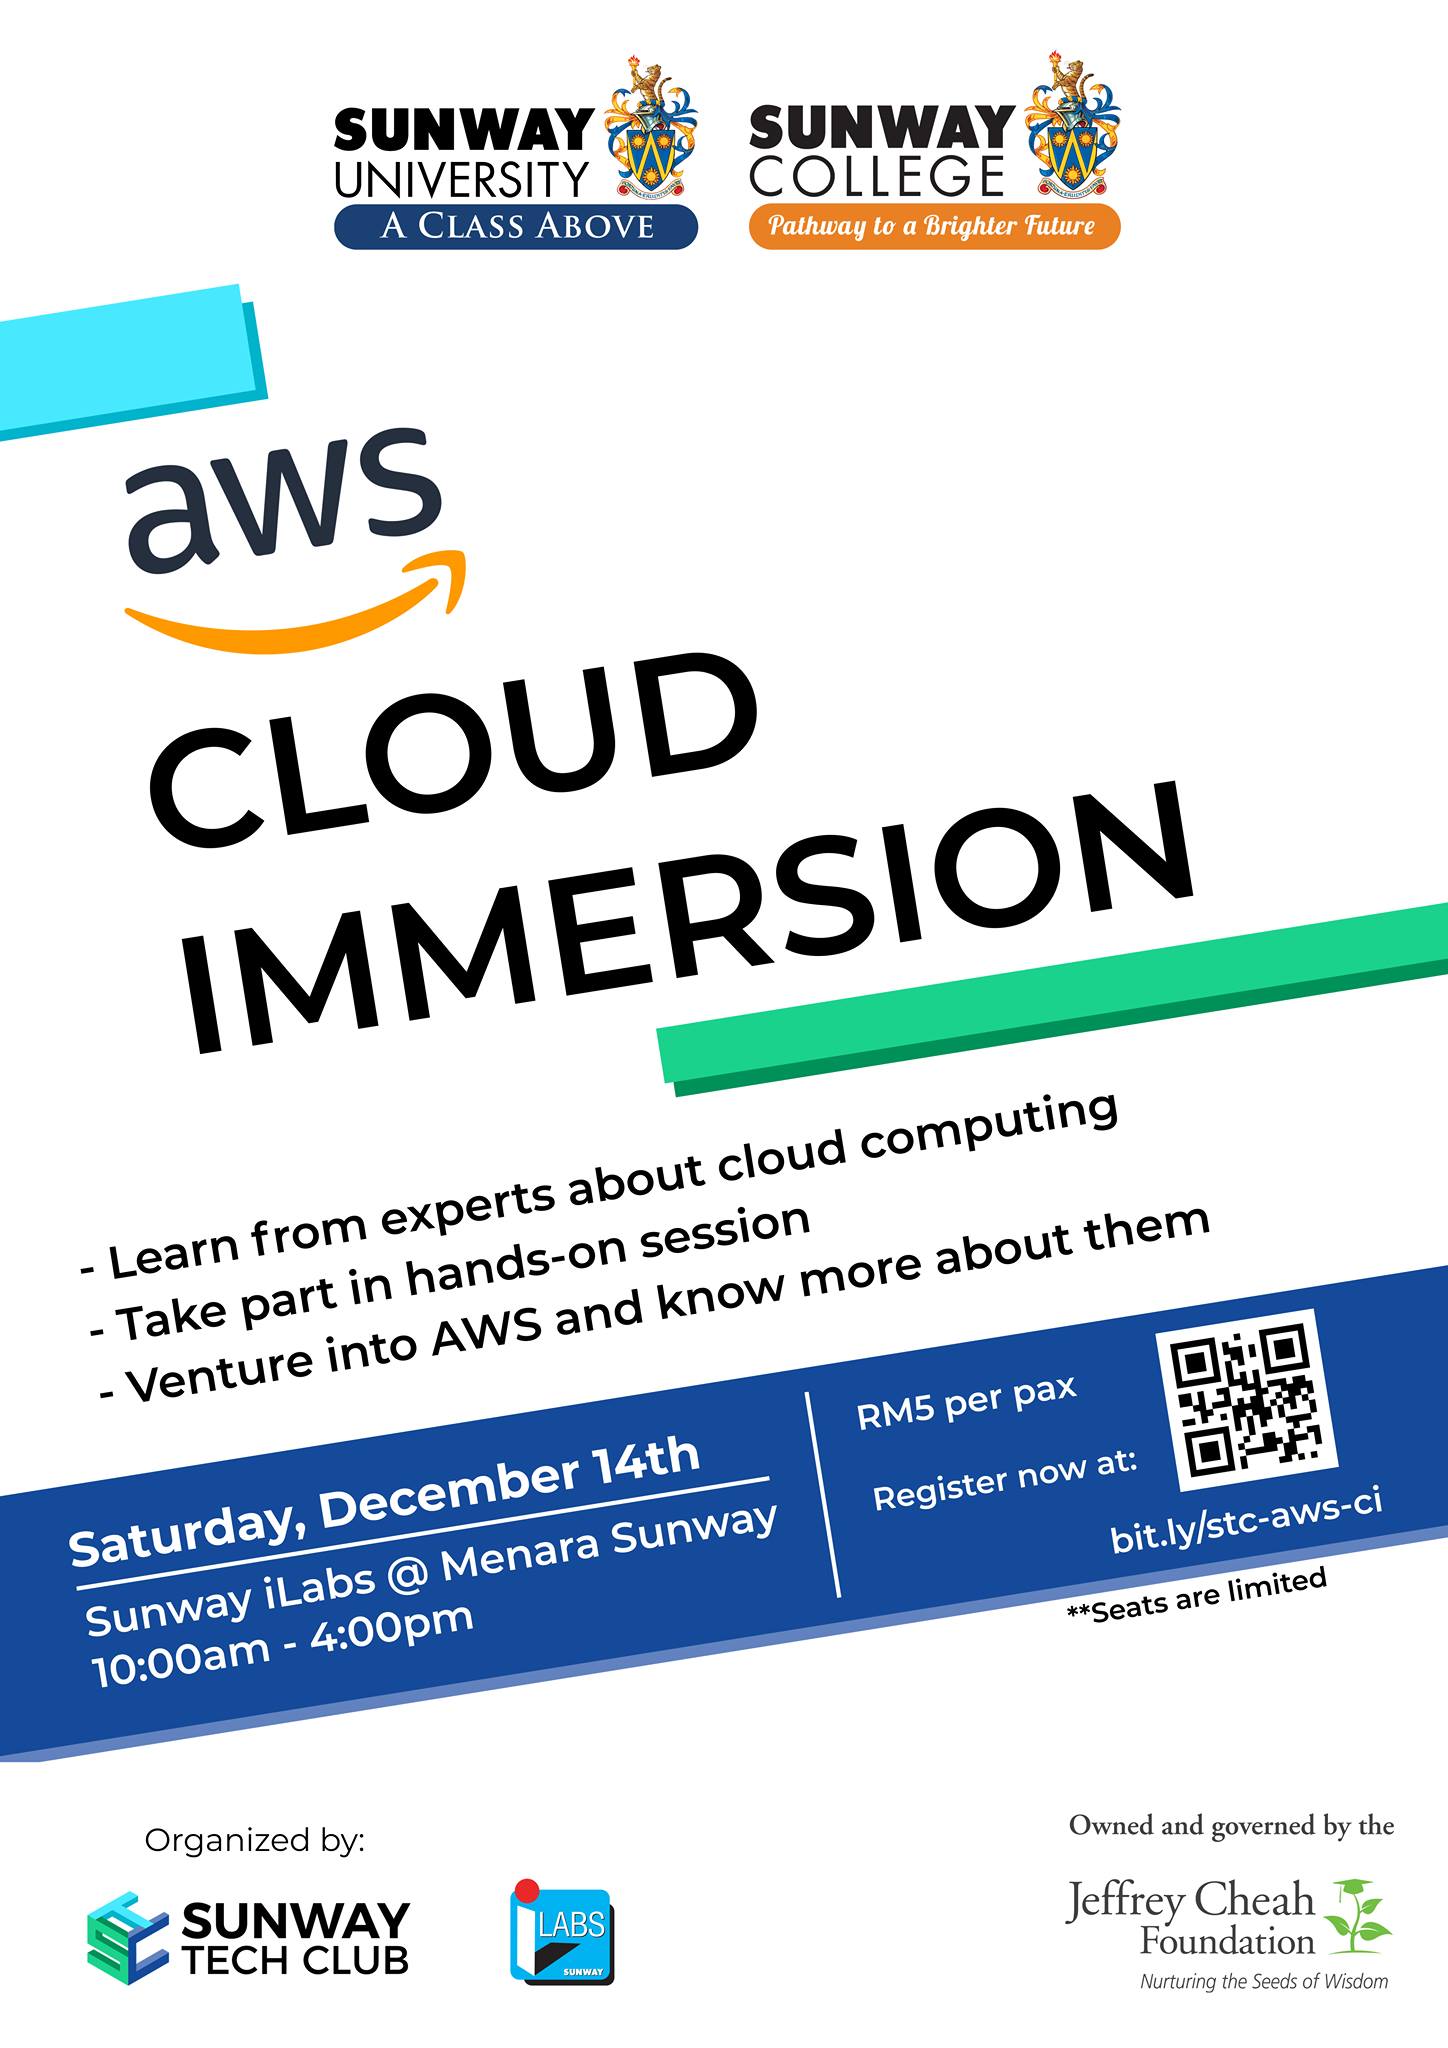 SUNWAY
UNIVERSITY
A CLASS ABOVE
SUNWAY
COLLEGE
Pathway to a Brighter Future
aws
CLOUD
IMMERSION
- Learn from experts about cloud computing
- Take part in hands-on session
- Venture into AWS and know more about them
Saturday, December 14th
Sunway iLabs @ Menara Sunway
10:00am - 4:00pm
RM5 per pax
Register now at:
bit.ly/stc-aws-ci
**Seats are limited
Organized by:
SUNWAY
TECH CLUB
iLABS
SUNWAY
Owned and governed by the
Jeffrey Cheah
Foundation
Nurturing the Seeds of Wisdom